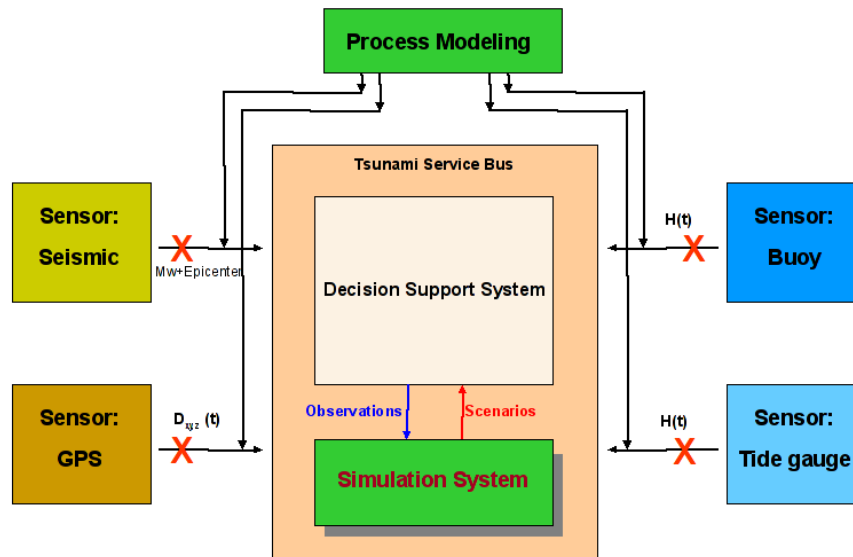 Process Modeling
Tsunami Service Bus
Sensor:
Seismic
X
Mw+Epicenter
Decision Support System
H(t)
X
Sensor:
Buoy
Observations
Scenarios
Sensor:
GPS
Dxyz (t)
X
Simulation System
H(t)
X
Sensor:
Tide gauge